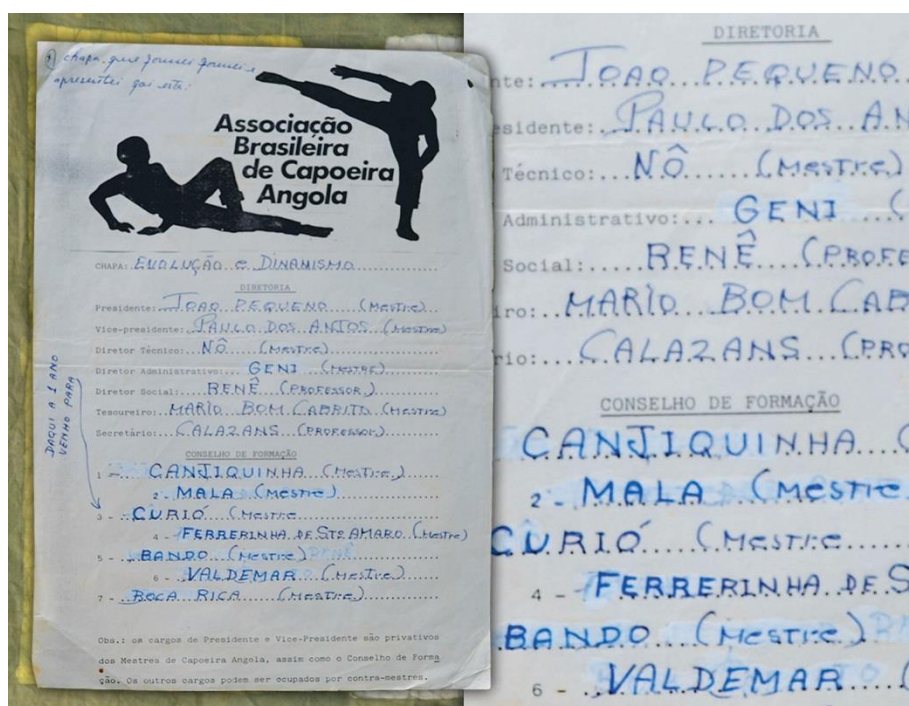 chapa que formei formei e
apresentei foi esta:
Associação
Brasileira
de Capoeira
Angola
CHAPA: EVOLUÇÃO e DINAMISMO
DIRETORIA
Presidente: JOAO PEQUENO (MESTRE)
Vice-presidente: PAULO DOS ANTOS (MESTRE)
Diretor Técnico: NÔ (MESTRE)
Diretor Administrativo: GENI (MESTRE)
Diretor Social: RENÊ (PROFESSOR)
Tesoureiro: MARIO BOM CABRITO (MESTRE)
Secretário: CALAZANS (PROFESSOR)
DAQUI A 1 ANO
VENHO PARA
CONSELHO DE FORMAÇÃO
1 - CANJIQUINHA (MESTRE)
2 - MALA (MESTRE)
3 - CURIÓ (MESTRE
4 - FERRERINHA DE STº AMARO (MESTRE)
5 - BANDO (MESTRE) RENÊ
6 - VALDEMAR (MESTRE)
7 - BOCA RICA (MESTRE)
Obs.: os cargos de Presidente e Vice-Presidente são privativos
dos Mestres de Capoeira Angola, assim como o Conselho de Forma
ção. Os outros cargos podem ser ocupados por contra-mestres.
DIRETORIA
nte: JOAO PEQUENO
esidente: PAULO DOS AN
Técnico: NÔ (MESTRE)
Administrativo: GENI (
Social: RENÊ (PROFE
iro: MARIO BOM CAB
rio: CALAZANS (PRO
CONSELHO DE FORMAÇÃO
CANJIQUINHA (
2 - MALA (MESTRE
CURIÓ (MESTRE
4 - FERRERINHA DE S
BANDO (MESTRE) R
6 - VALDEMAR (